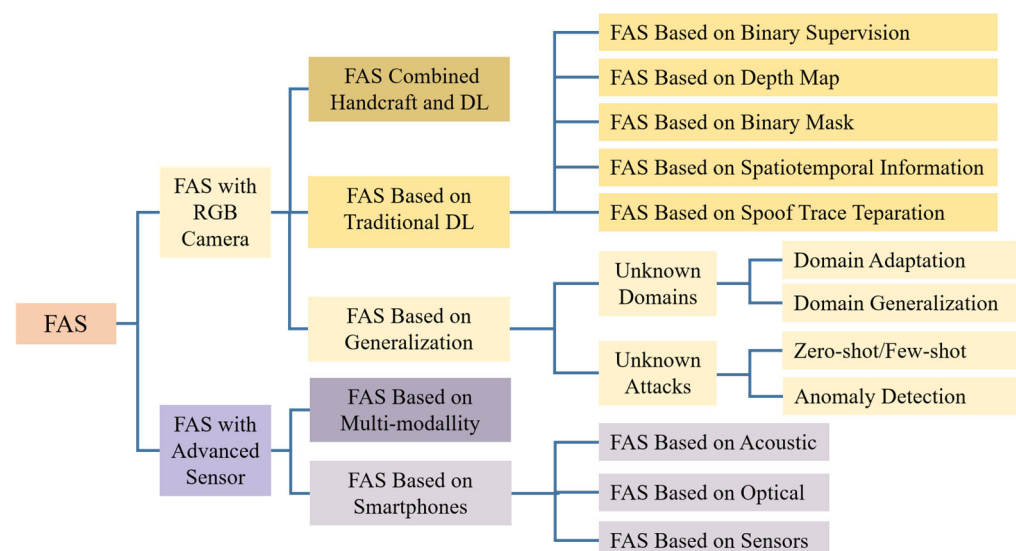 FAS
FAS with
RGB
Camera
FAS Combined
Handcraft and DL
FAS Based on
Traditional DL
FAS Based on Binary Supervision
FAS Based on Depth Map
FAS Based on Binary Mask
FAS Based on Spatiotemporal Information
FAS Based on Spoof Trace Teparation
FAS Based on
Generalization
Unknown
Domains
Domain Adaptation
Domain Generalization
Unknown
Attacks
Zero-shot/Few-shot
Anomaly Detection
FAS with
Advanced
Sensor
FAS Based on
Multi-modallity
FAS Based on
Smartphones
FAS Based on Acoustic
FAS Based on Optical
FAS Based on Sensors